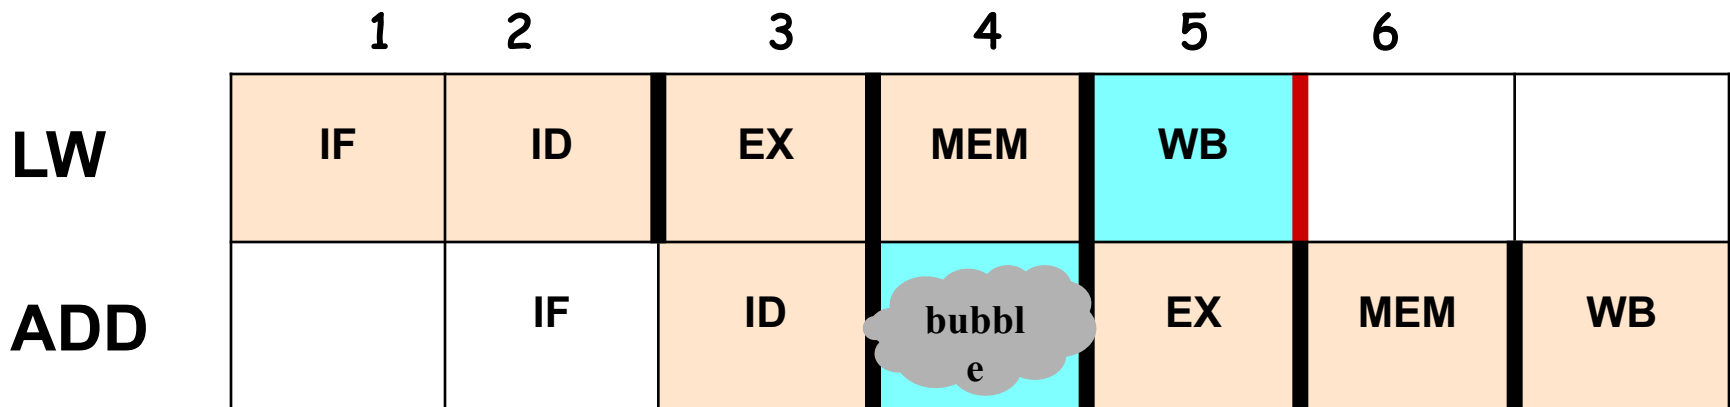 1 2 3 4 5 6
LW IF ID EX MEM WB
ADD IF ID bubbl EX MEM WB
e